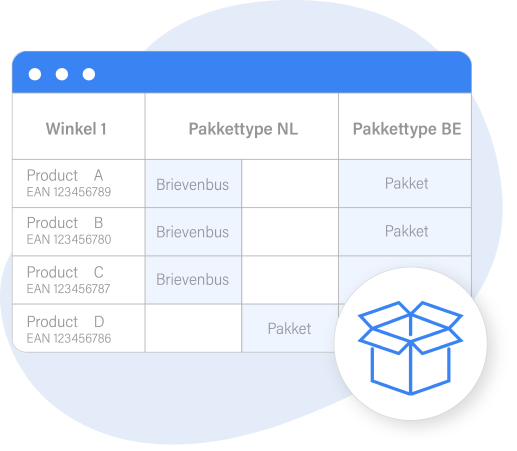 Winkel 1 Pakkettype NL Pakkettype BE
Product A
EAN 123456789
Brievenbus Pakket
Product B
EAN 123456780
Brievenbus Pakket
Product C
EAN 123456787
Brievenbus
Product D
EAN 123456786
Pakket